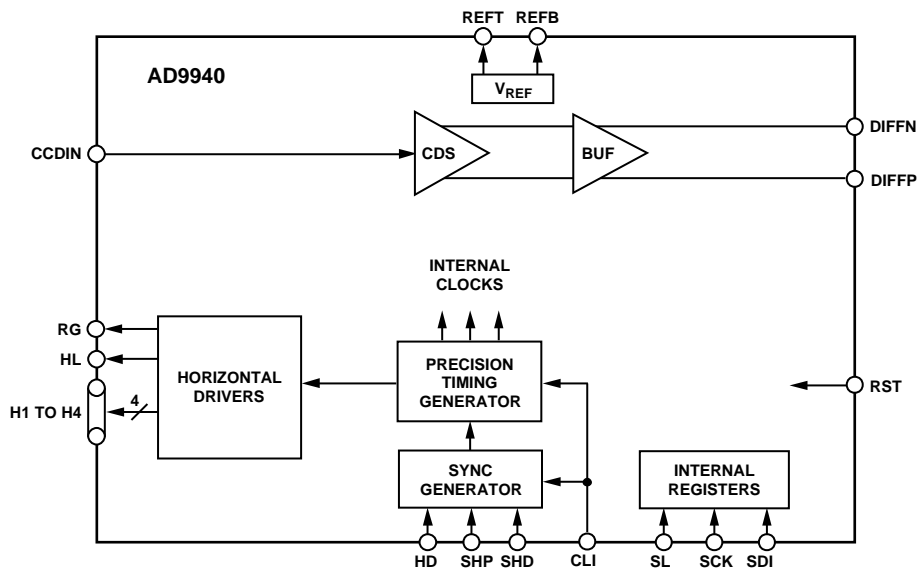 REFT REFB
AD9940
VREF
DIFFN
CCDIN
CDS
BUF
DIFFP
INTERNAL
CLOCKS
RG
HL
H1 TO H4
4
HORIZONTAL
DRIVERS
PRECISION
TIMING
GENERATOR
RST
SYNC
GENERATOR
INTERNAL
REGISTERS
HD SHP SHD CLI SL SCK SDI